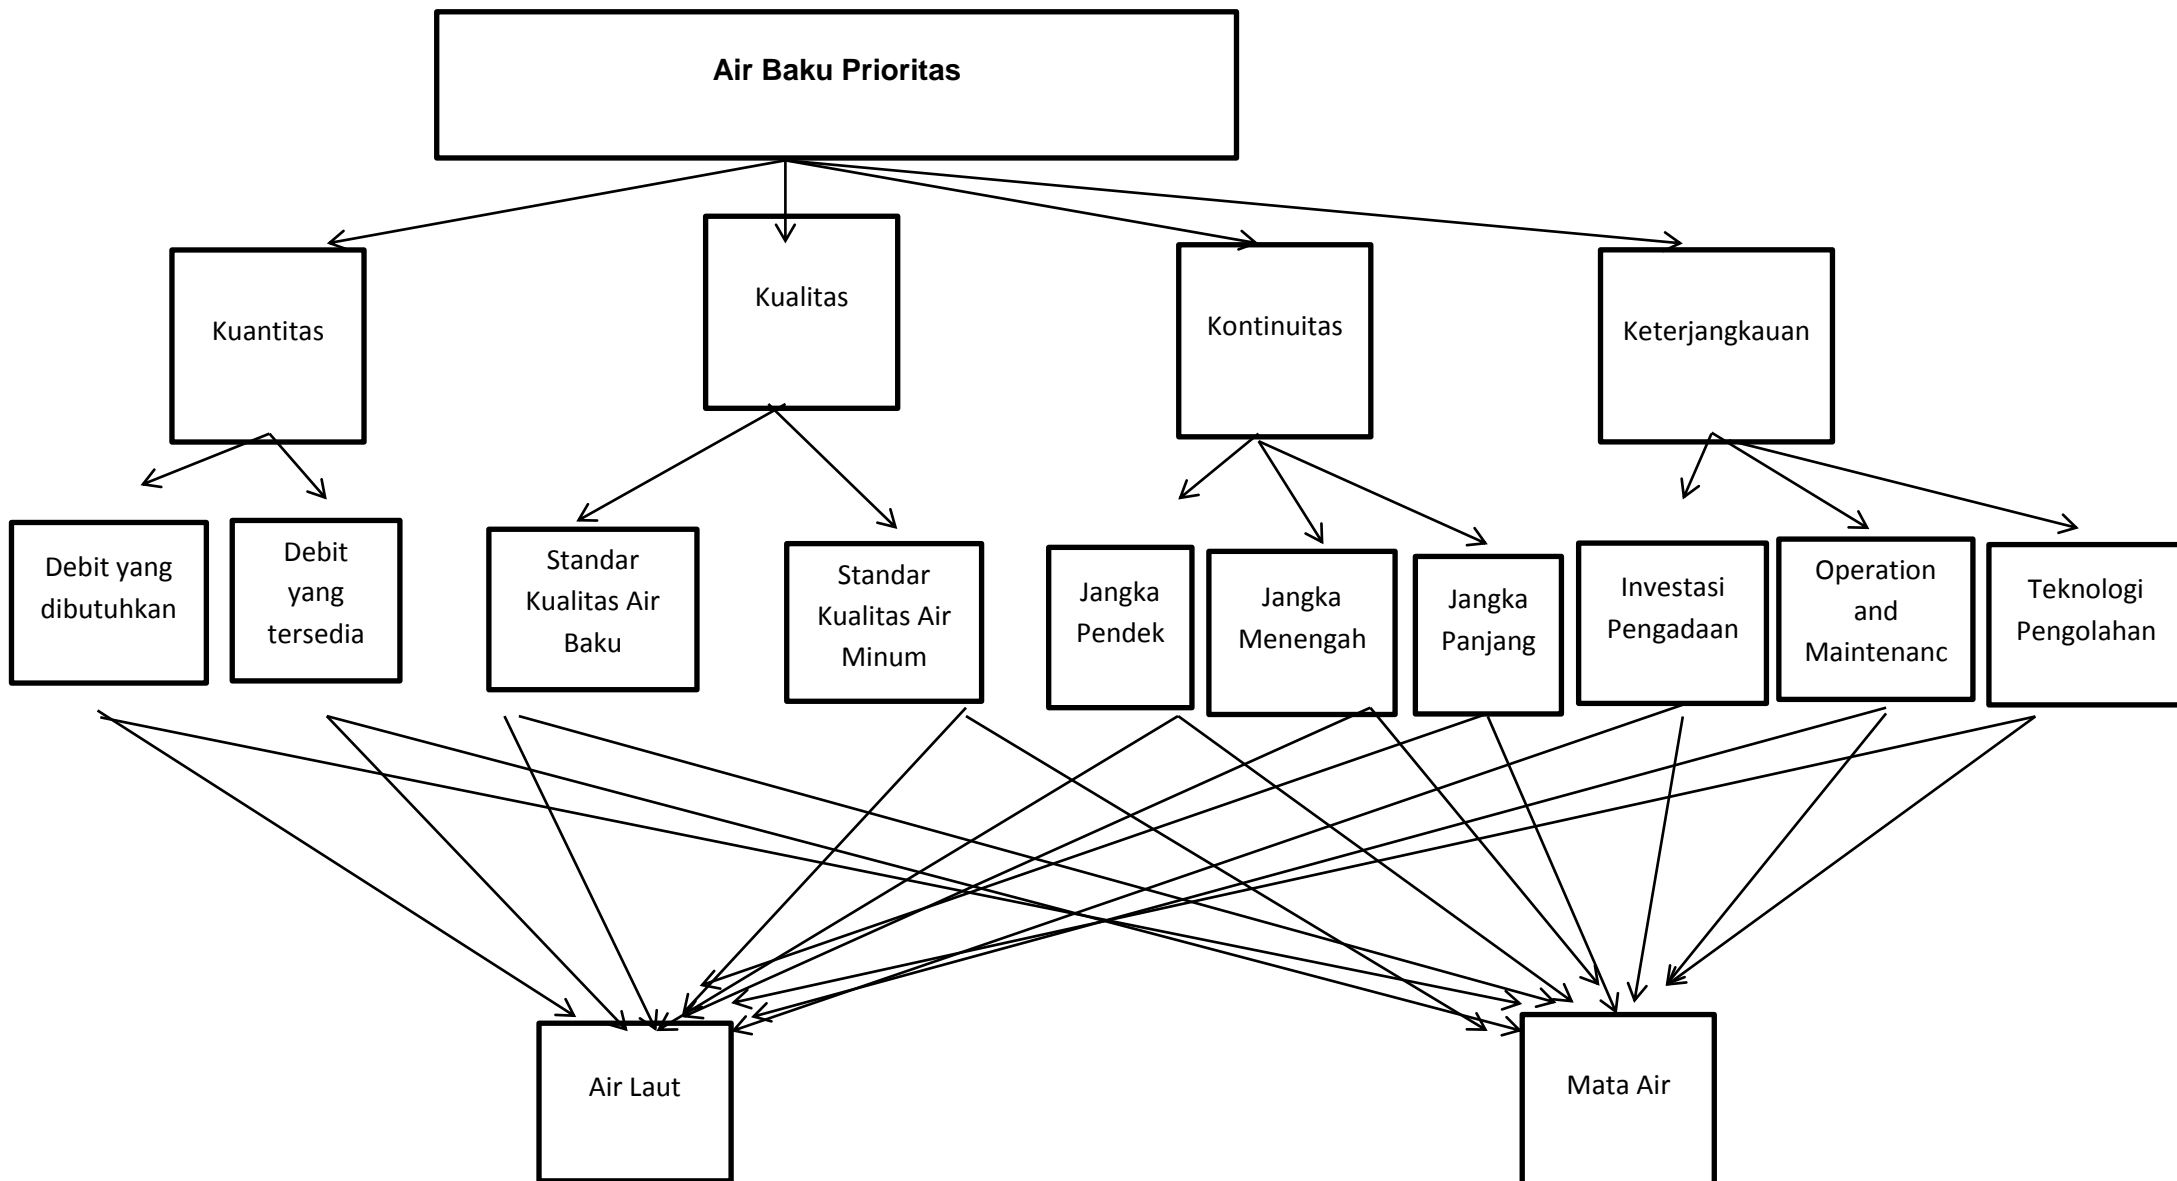 Air Baku Prioritas
Kuantitas
Kualitas
Kontinuitas
Keterjangkauan
Debit yang
dibutuhkan
Debit
yang
tersedia
Standar
Kualitas Air
Baku
Standar
Kualitas Air
Minum
Jangka
Pendek
Jangka
Menengah
Jangka
Panjang
Investasi
Pengadaan
Operation
and
Maintenanc
Teknologi
Pengolahan
Air Laut
Mata Air